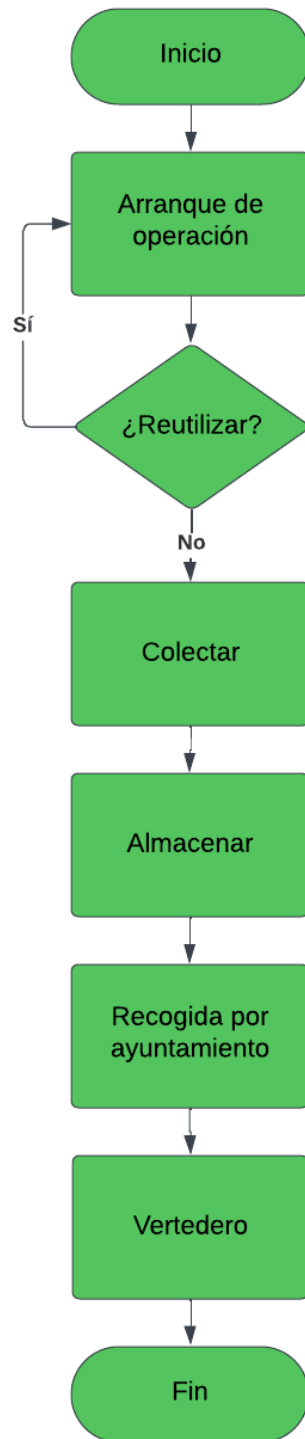 Inicio
Arranque de
operación
Sí
¿Reutilizar?
No
Colectar
Almacenar
Recogida por
ayuntamiento
Vertedero
Fin